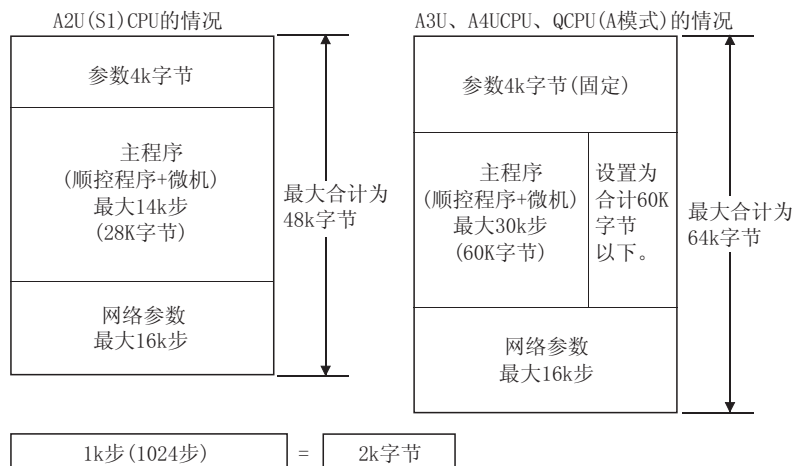 A2U(S1)CPU的情况
参数4k字节
主程序
(顺控程序+微机)
最大14k步
(28K字节)
网络参数
最大16k步
最大合计为
48k字节
A3U、A4UCPU、QCPU(A模式)的情况
参数4k字节(固定)
主程序
(顺控程序+微机)
最大30k步
(60K字节)
设置为
合计60K
字节
以下。
网络参数
最大16k步
最大合计为
64k字节
1k步(1024步) = 2k字节